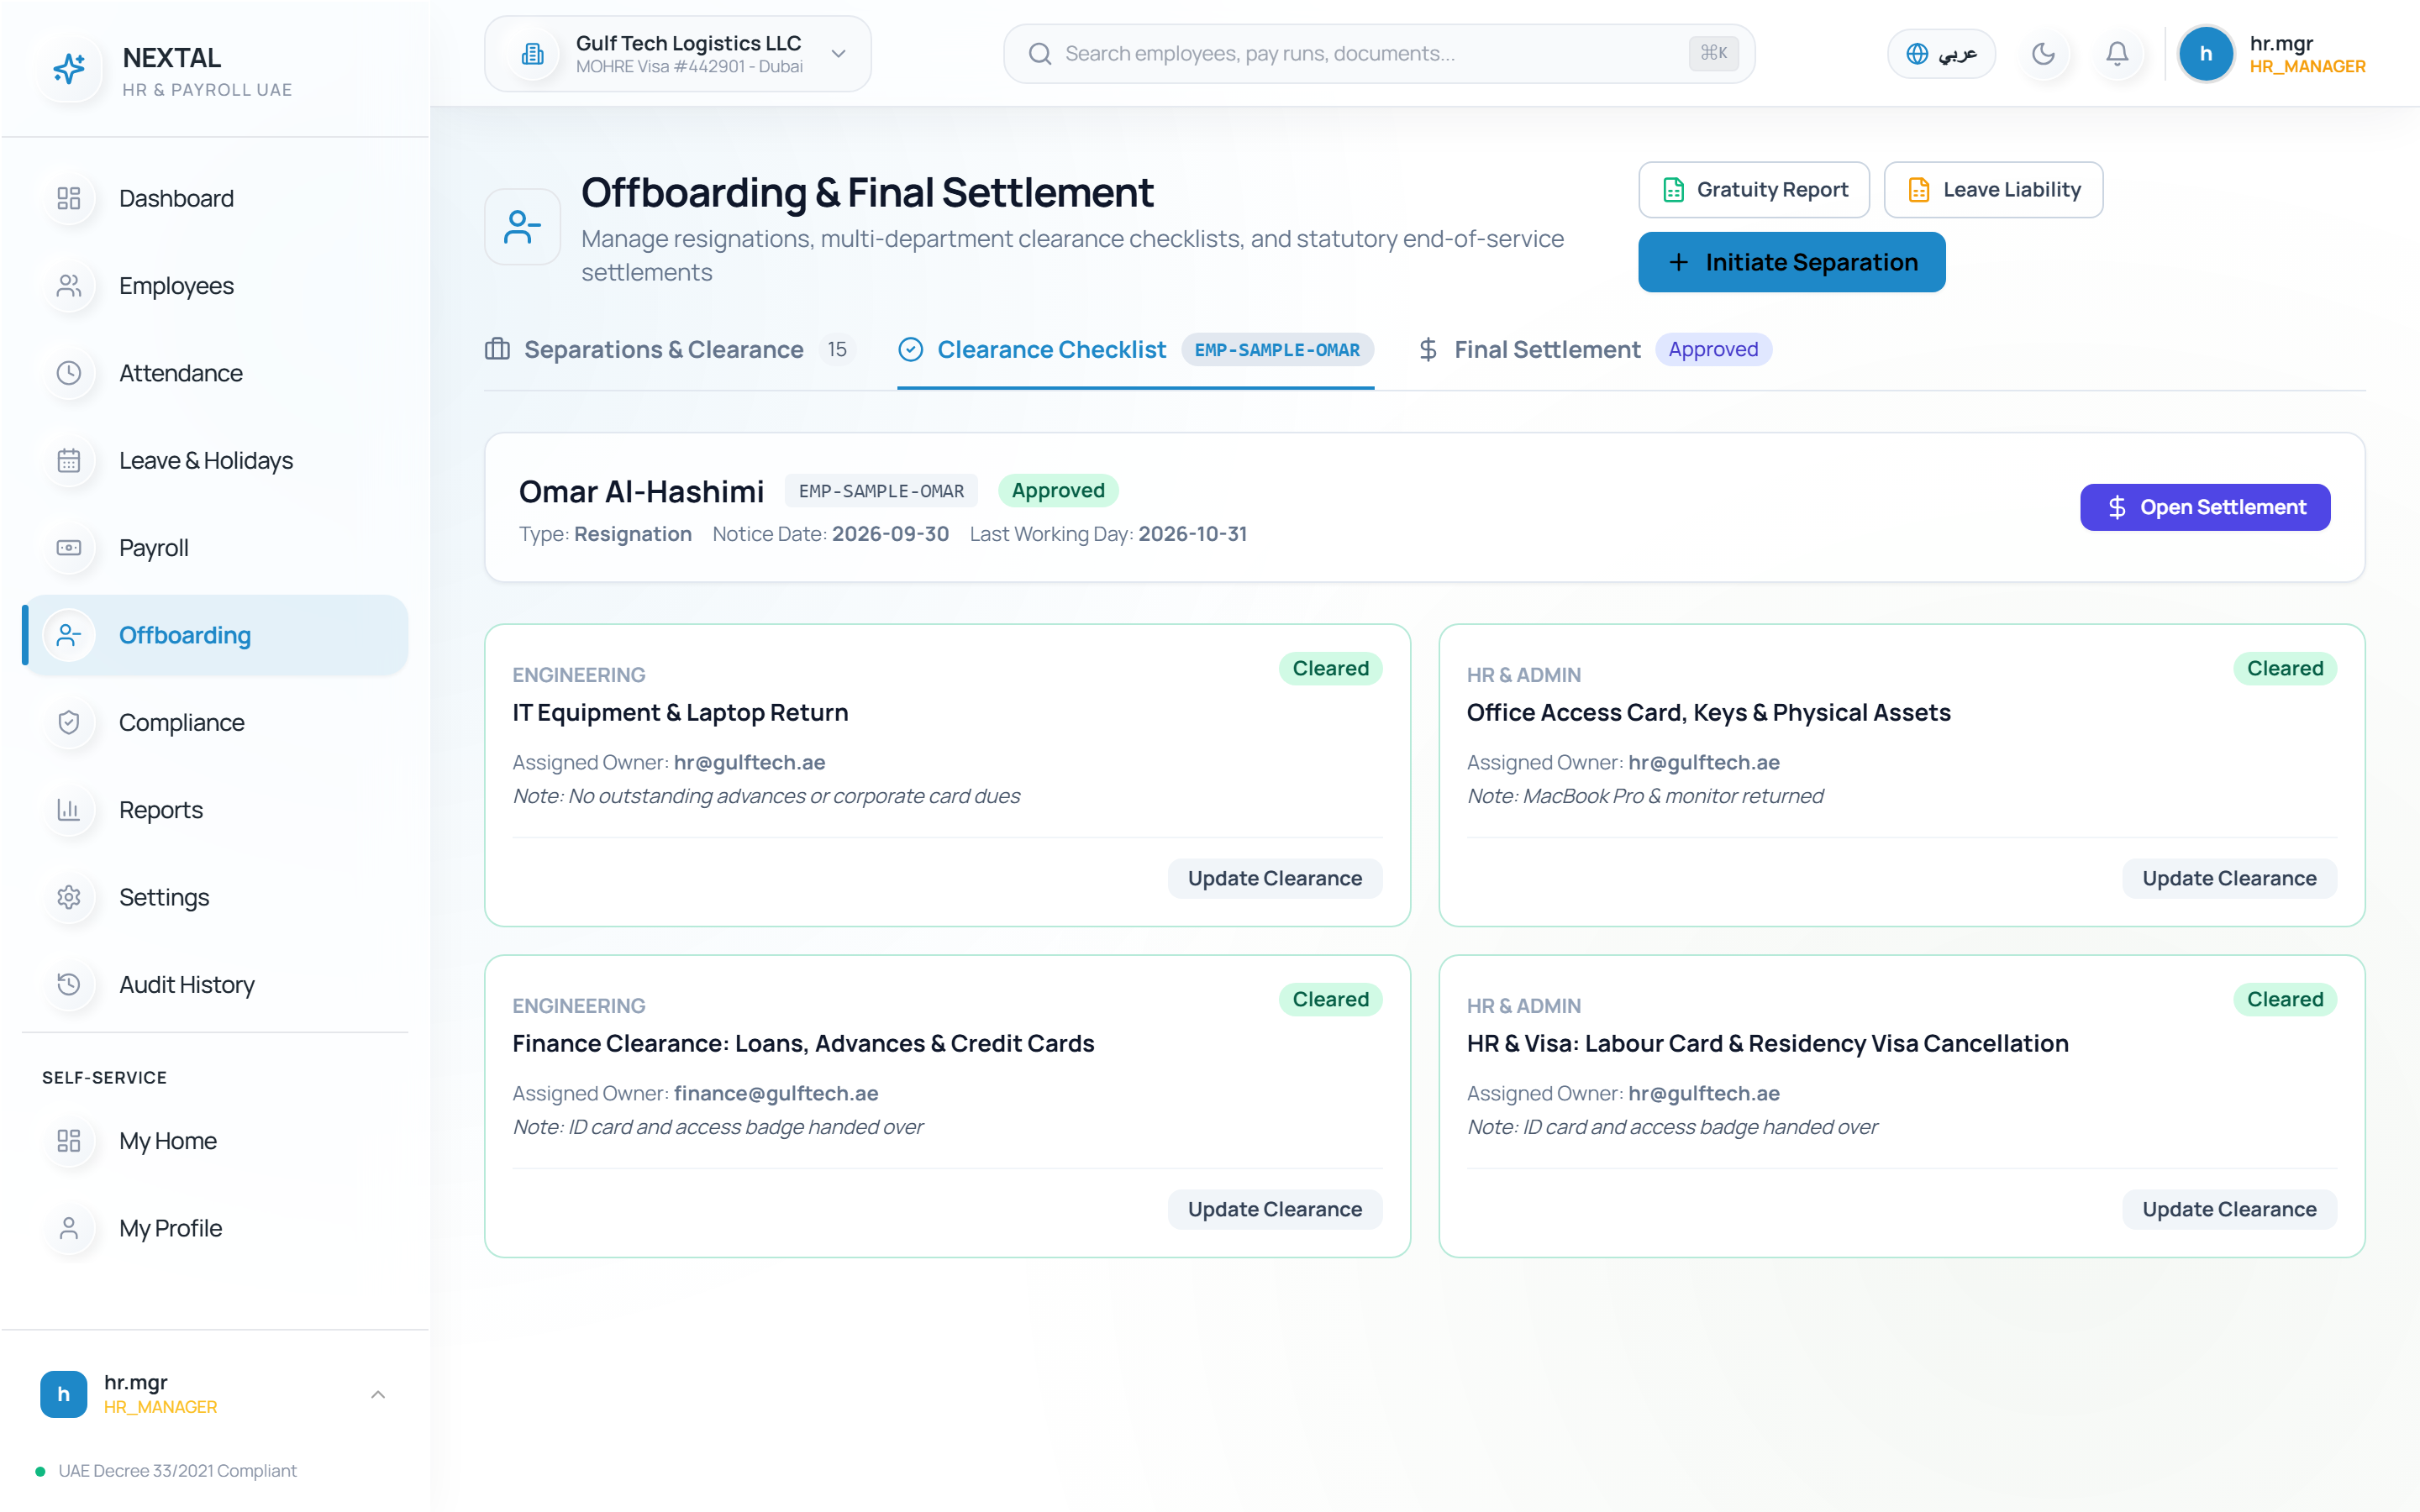 NEXTAL
HR & PAYROLL UAE
Dashboard
Employees
Attendance
Leave & Holidays
Payroll
Offboarding
Compliance
Reports
Settings
Audit History
SELF-SERVICE
My Home
My Profile
h
hr.mgr
HR_MANAGER
UAE Decree 33/2021 Compliant
Gulf Tech Logistics LLC
MOHRE Visa #442901 - Dubai
Search employees, pay runs, documents...
⌘K
عربي
h
hr.mgr
HR_MANAGER
Offboarding & Final Settlement
Manage resignations, multi-department clearance checklists, and statutory end-of-service
settlements
Gratuity Report
Leave Liability
Initiate Separation
Separations & Clearance 15
Clearance Checklist EMP-SAMPLE-OMAR
Final Settlement Approved
Omar Al-Hashimi EMP-SAMPLE-OMAR Approved
Type: Resignation Notice Date: 2026-09-30 Last Working Day: 2026-10-31
Open Settlement
ENGINEERING
Cleared
IT Equipment & Laptop Return
Assigned Owner: hr@gulftech.ae
Note: No outstanding advances or corporate card dues
Update Clearance
HR & ADMIN
Cleared
Office Access Card, Keys & Physical Assets
Assigned Owner: hr@gulftech.ae
Note: MacBook Pro & monitor returned
Update Clearance
ENGINEERING
Cleared
Finance Clearance: Loans, Advances & Credit Cards
Assigned Owner: finance@gulftech.ae
Note: ID card and access badge handed over
Update Clearance
HR & ADMIN
Cleared
HR & Visa: Labour Card & Residency Visa Cancellation
Assigned Owner: hr@gulftech.ae
Note: ID card and access badge handed over
Update Clearance